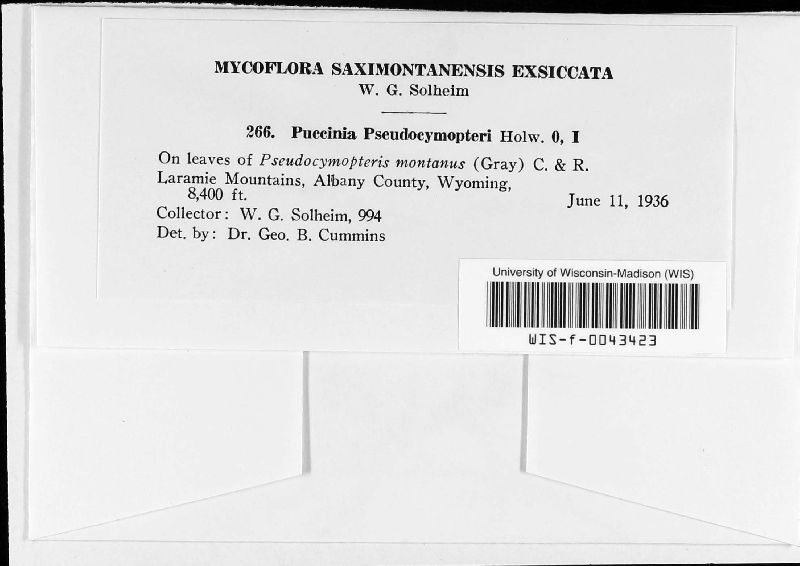 MYCOFLORA SAXIMONTANENSIS EXSICCATA
W. G. Solheim
266. Puccinia Pseudocymopteri Holw. 0, I
On leaves of Pseudocymopteris montanus (Gray) C. & R.
Laramie Mountains, Albany County, Wyoming,
8,400 ft. June 11, 1936
Collector: W. G. Solheim, 994
Det. by: Dr. Geo. B. Cummins
University of Wisconsin-Madison (WIS)
WIS-f-0043423